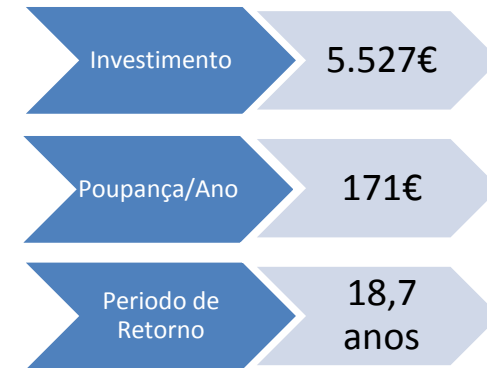 Investimento
5.527€
Poupança/Ano
171€
Periodo de
Retorno
18,7
anos